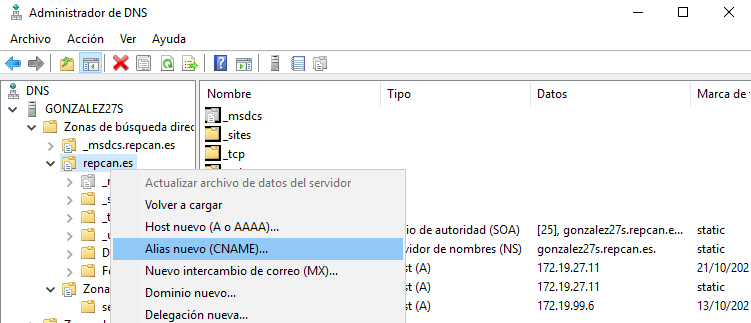 Administrador de DNS
Archivo Acción Ver Ayuda
DNS
GONZALEZ27S
Zonas de búsqueda direc
_msdcs.repcan.es
repcan.es
_s
_t
_u
D
Fo
Zona
se
Nombre Tipo Datos Marca de t
_msdcs
_sites
_tcp
Actualizar archivo de datos del servidor
Volver a cargar
Host nuevo (A o AAAA)...
Alias nuevo (CNAME)...
Nuevo intercambio de correo (MX)...
Dominio nuevo...
Delegación nueva...
io de autoridad (SOA) [25], gonzalez27s.repcan.e... static
vidor de nombres (NS) gonzalez27s.repcan.es. static
st (A) 172.19.27.11 21/10/202
st (A) 172.19.27.11 static
st (A) 172.19.99.6 13/10/202